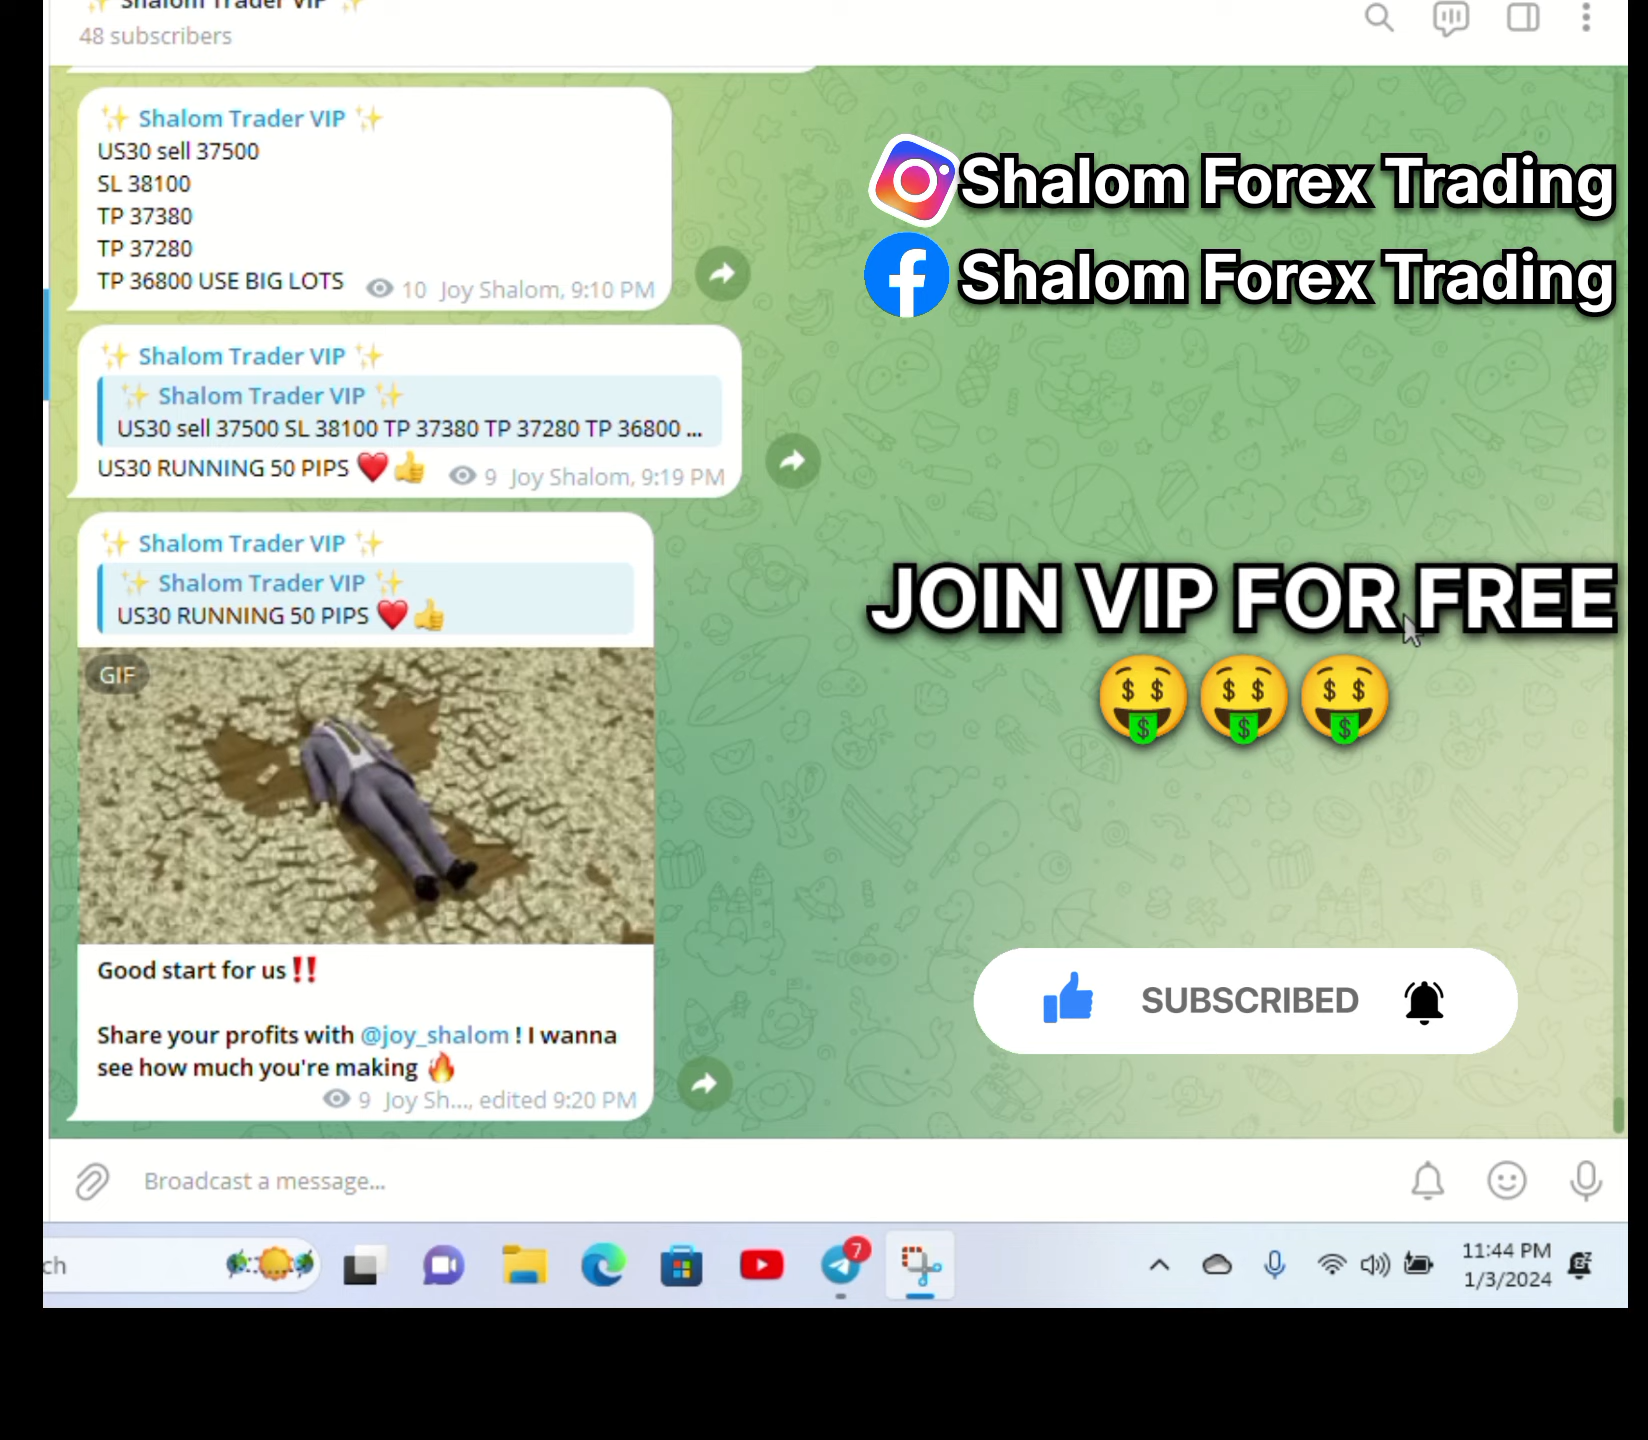 ✨ Shalom Trader VIP ✨
48 subscribers
✨ Shalom Trader VIP ✨
US30 sell 37500
SL 38100
TP 37380
TP 37280
TP 36800 USE BIG LOTS
10 Joy Shalom, 9:10 PM
✨ Shalom Trader VIP ✨
✨ Shalom Trader VIP ✨
US30 sell 37500 SL 38100 TP 37380 TP 37280 TP 36800 ...
US30 RUNNING 50 PIPS ❤️👍
9 Joy Shalom, 9:19 PM
✨ Shalom Trader VIP ✨
✨ Shalom Trader VIP ✨
US30 RUNNING 50 PIPS ❤️👍
GIF
Good start for us‼️
Share your profits with @joy_shalom ! I wanna
see how much you're making 🔥
9 Joy Sh..., edited 9:20 PM
Shalom Forex Trading
Shalom Forex Trading
JOIN VIP FOR FREE
🤑🤑🤑
SUBSCRIBED
Broadcast a message...
ch
7
11:44 PM
1/3/2024